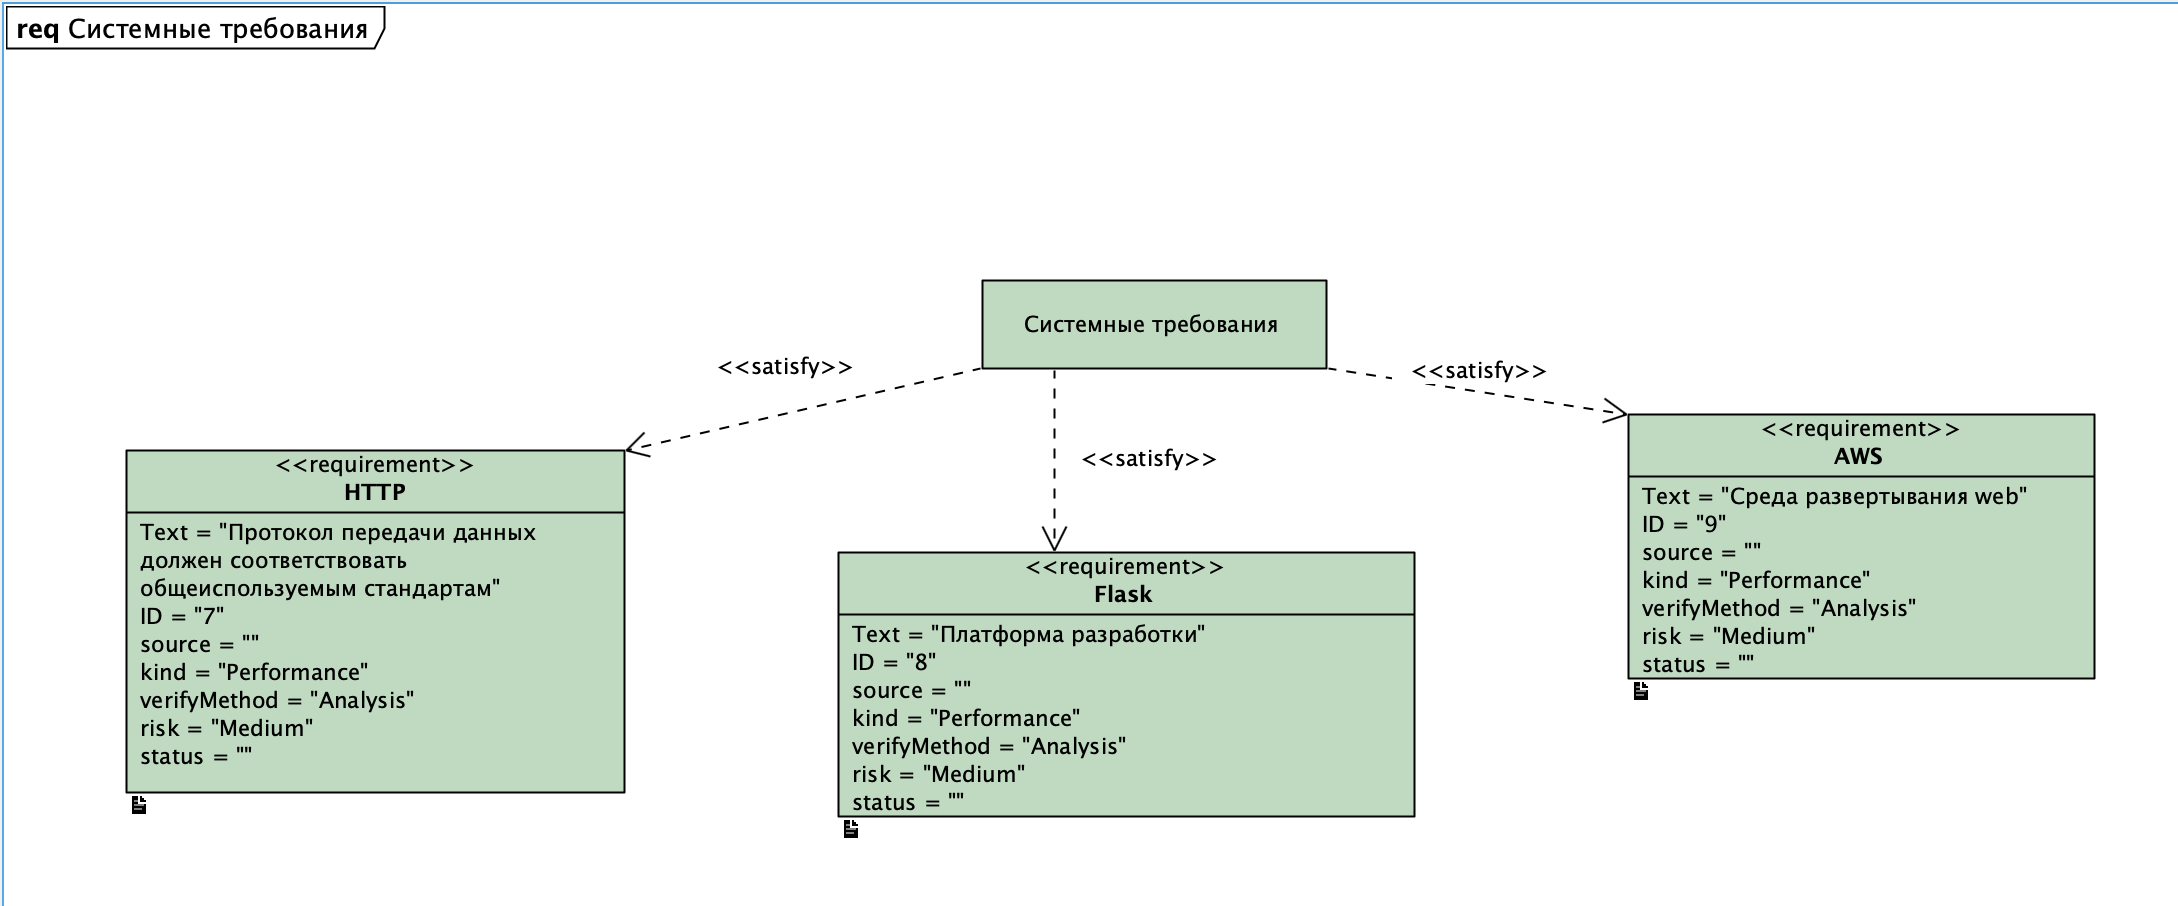 req Системные требования
Системные требования
<<satisfy>>
<<satisfy>>
<<satisfy>>
<<requirement>>
HTTP
Text = "Протокол передачи данных
должен соответствовать
общеиспользуемым стандартам"
ID = "7"
source = ""
kind = "Performance"
verifyMethod = "Analysis"
risk = "Medium"
status = ""
<<requirement>>
Flask
Text = "Платформа разработки"
ID = "8"
source = ""
kind = "Performance"
verifyMethod = "Analysis"
risk = "Medium"
status = ""
<<requirement>>
AWS
Text = "Среда развертывания web"
ID = "9"
source = ""
kind = "Performance"
verifyMethod = "Analysis"
risk = "Medium"
status = ""